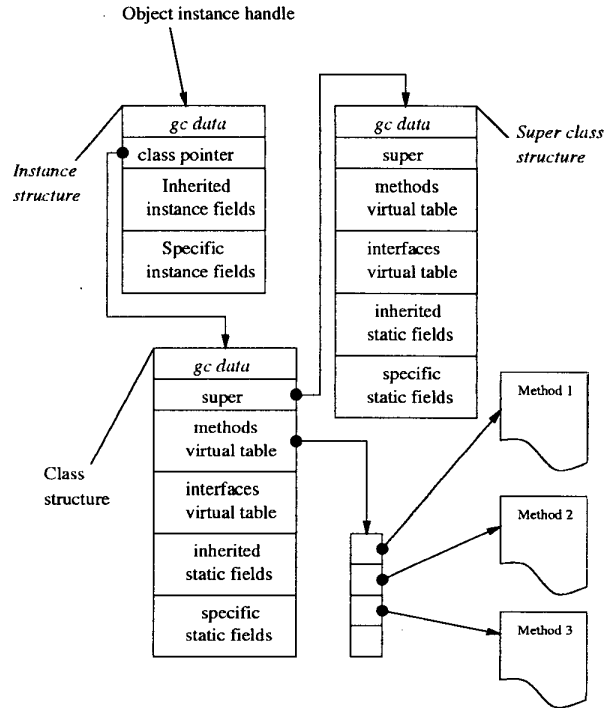 Object instance handle
gc data
class pointer
Inherited
instance fields
Specific
instance fields
Instance
structure
gc data
super
methods
virtual table
interfaces
virtual table
inherited
static fields
specific
static fields
Super class
structure
gc data
super
methods
virtual table
interfaces
virtual table
inherited
static fields
specific
static fields
Class
structure
Method 1
Method 2
Method 3